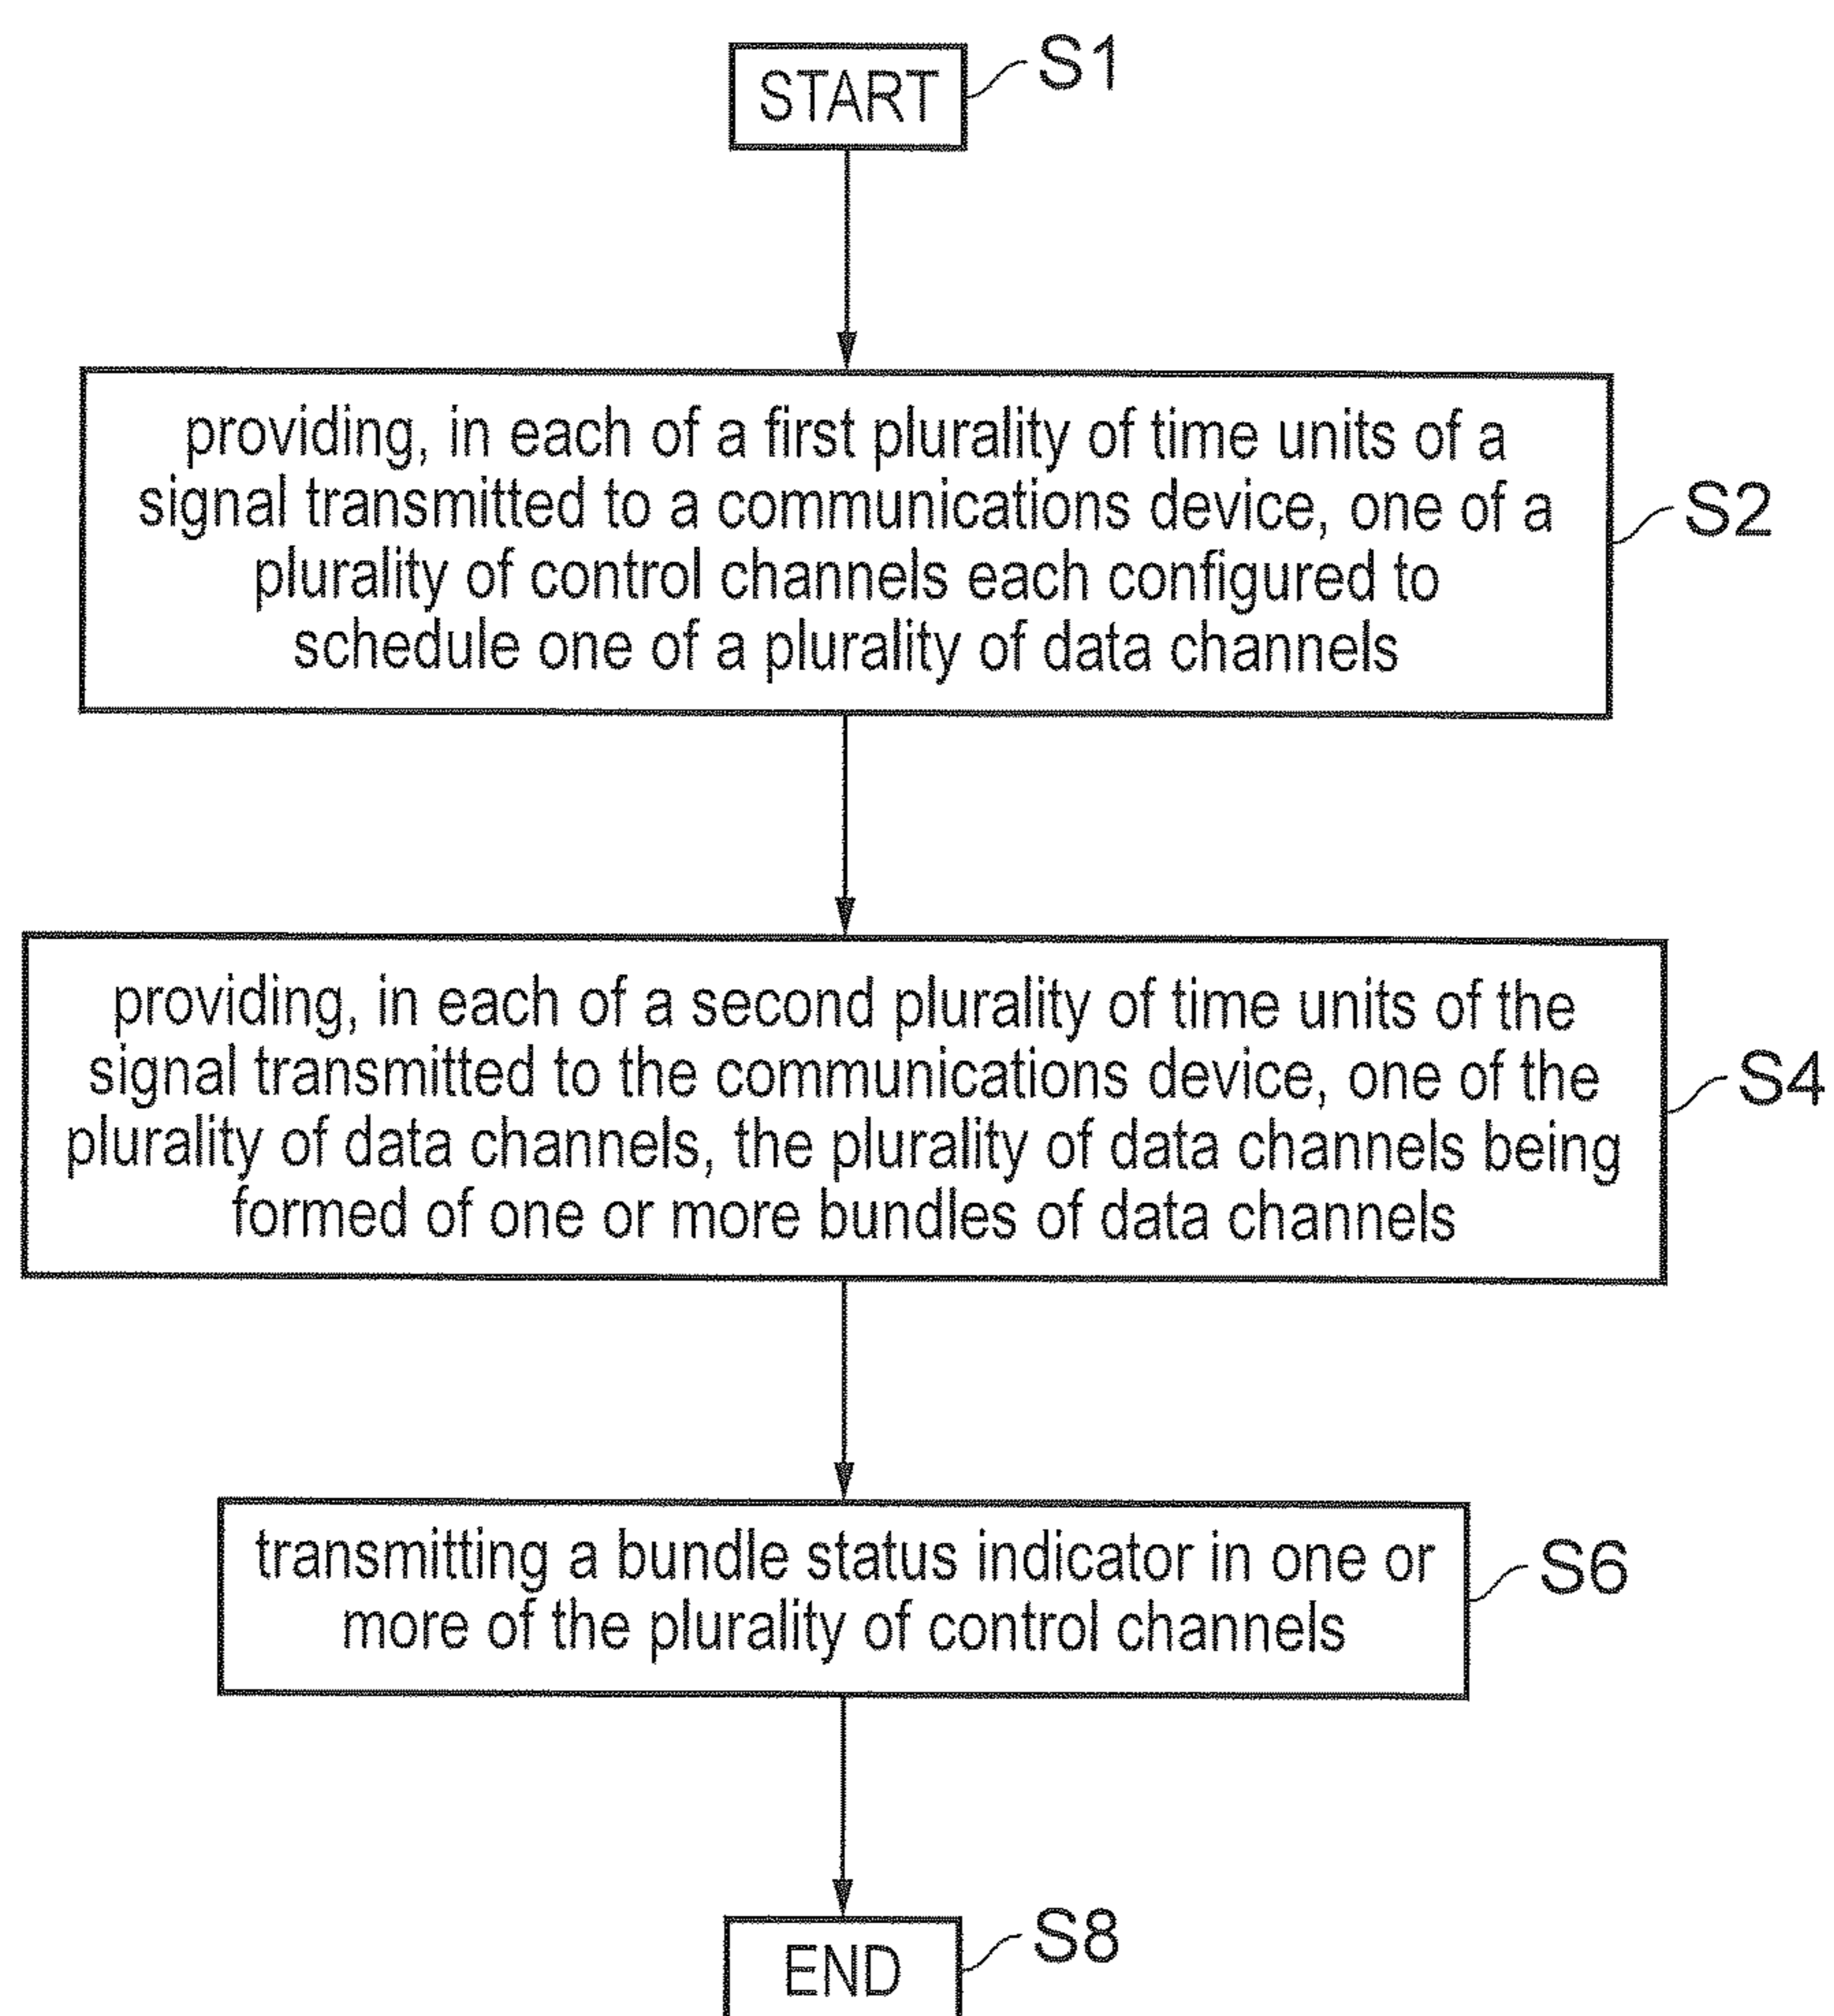 START
S1
providing, in each of a first plurality of time units of a
signal transmitted to a communications device, one of a
plurality of control channels each configured to
schedule one of a plurality of data channels
S2
providing, in each of a second plurality of time units of the
signal transmitted to the communications device, one of the
plurality of data channels, the plurality of data channels being
formed of one or more bundles of data channels
S4
transmitting a bundle status indicator in one or
more of the plurality of control channels
S6
END
S8